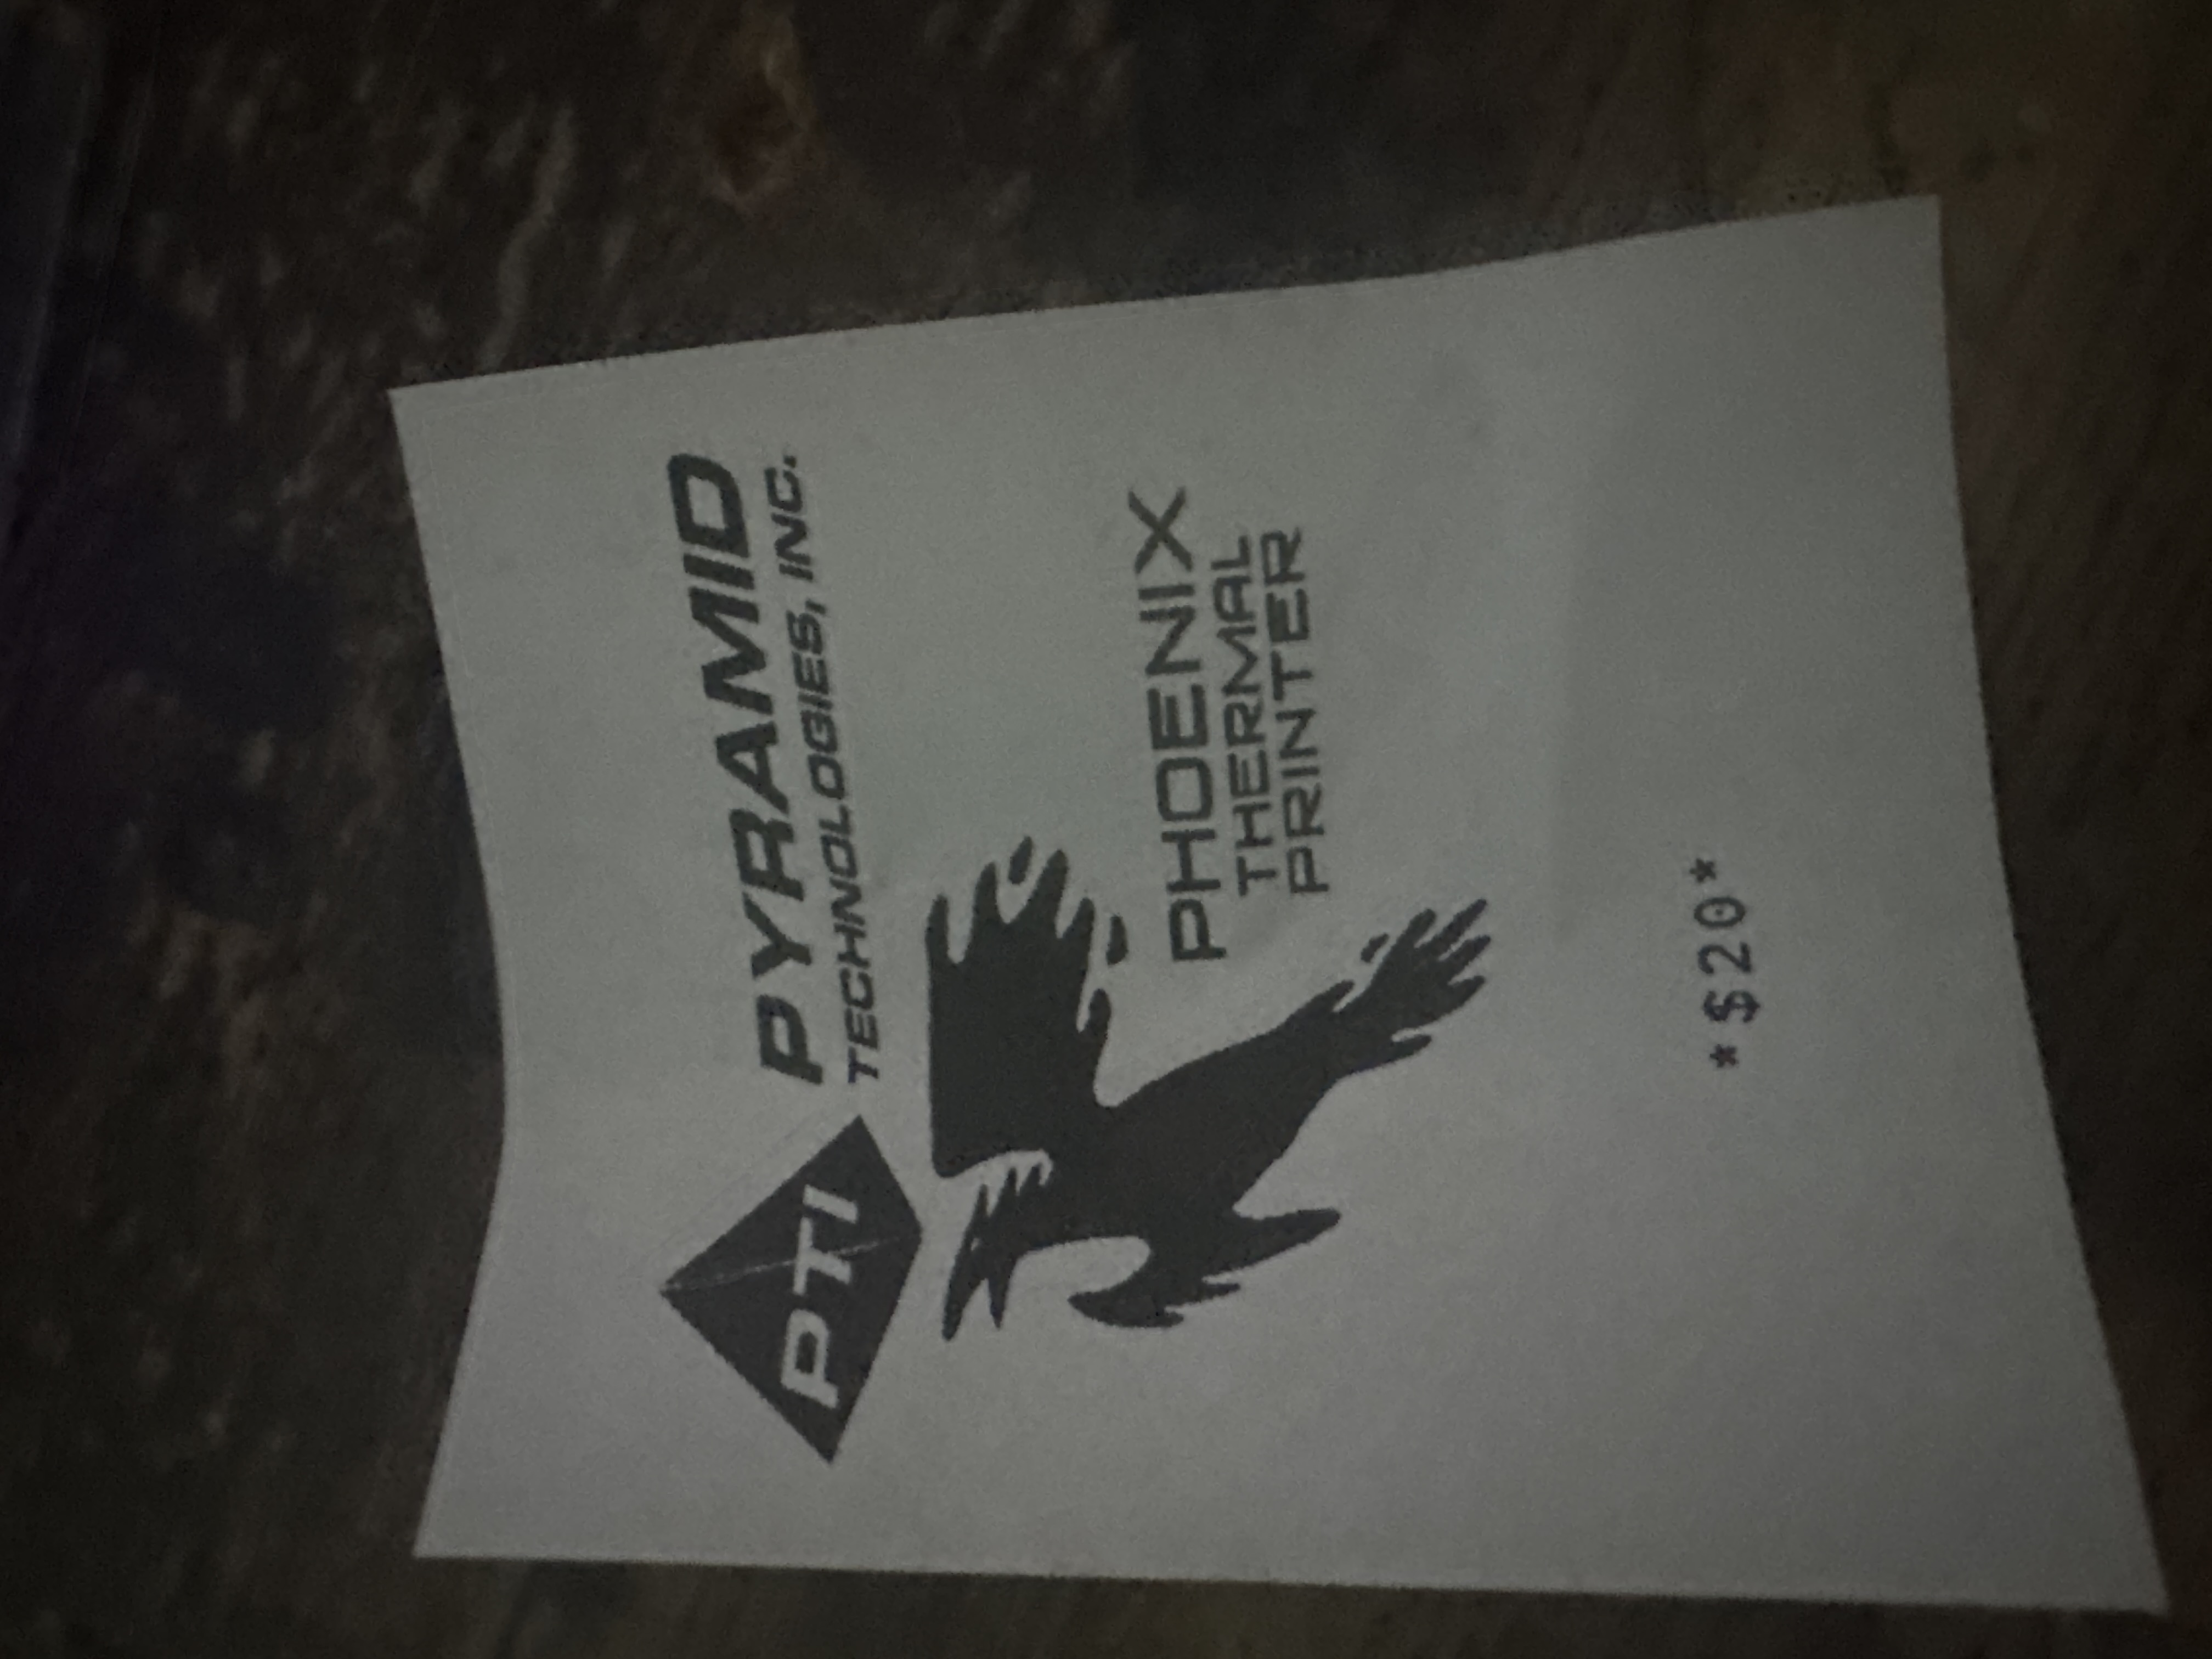 PTI
PYRAMID
TECHNOLOGIES, INC.
PHOENIX
THERMAL
PRINTER
*$20*